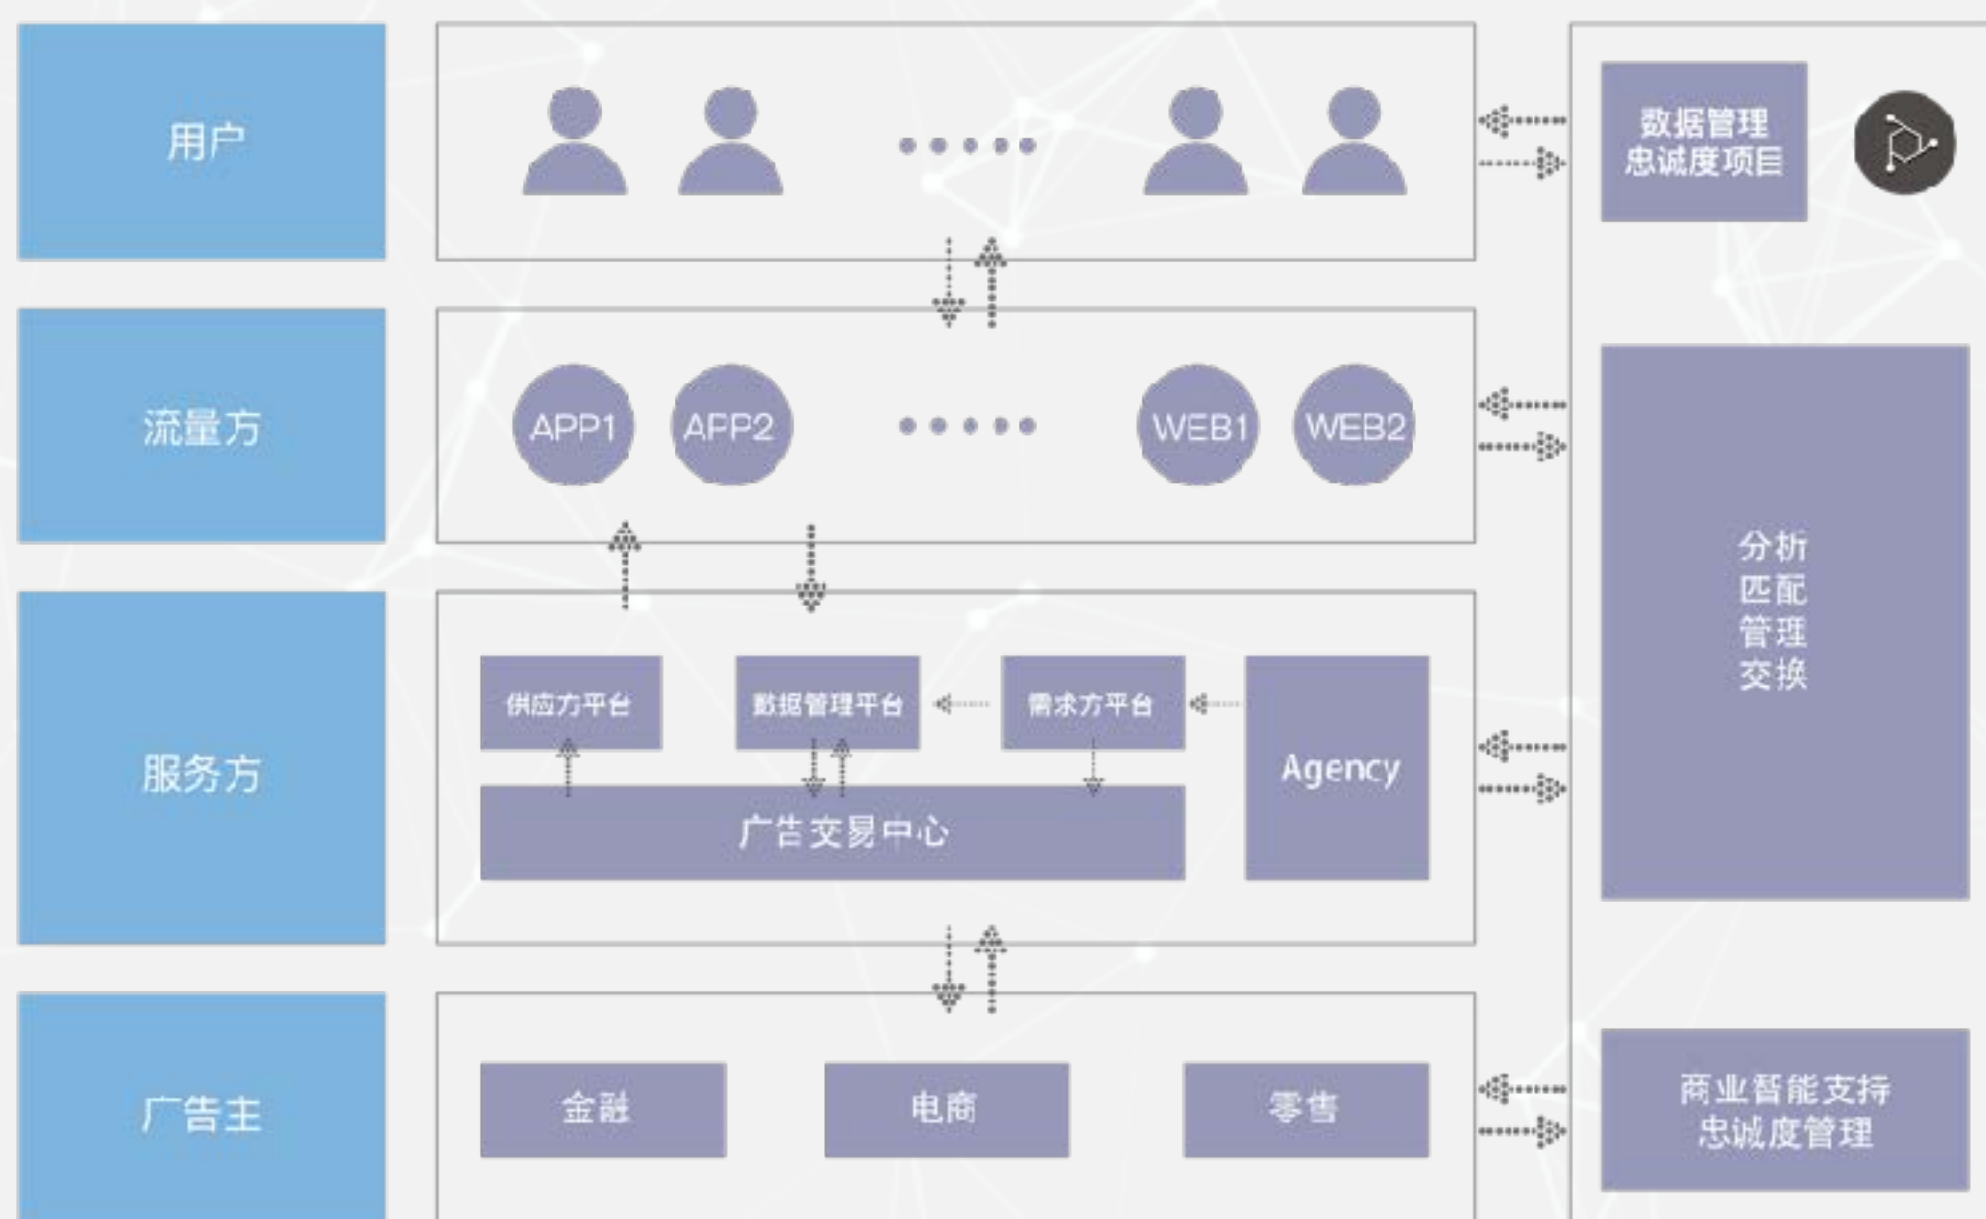 用户
数据管理
忠诚度项目
流量方
APP1
APP2
WEB1
WEB2
分析
匹配
管理
交换
服务方
供应方平台
数据管理平台
需求方平台
Agency
广告交易中心
广告主
金融
电商
零售
商业智能支持
忠诚度管理